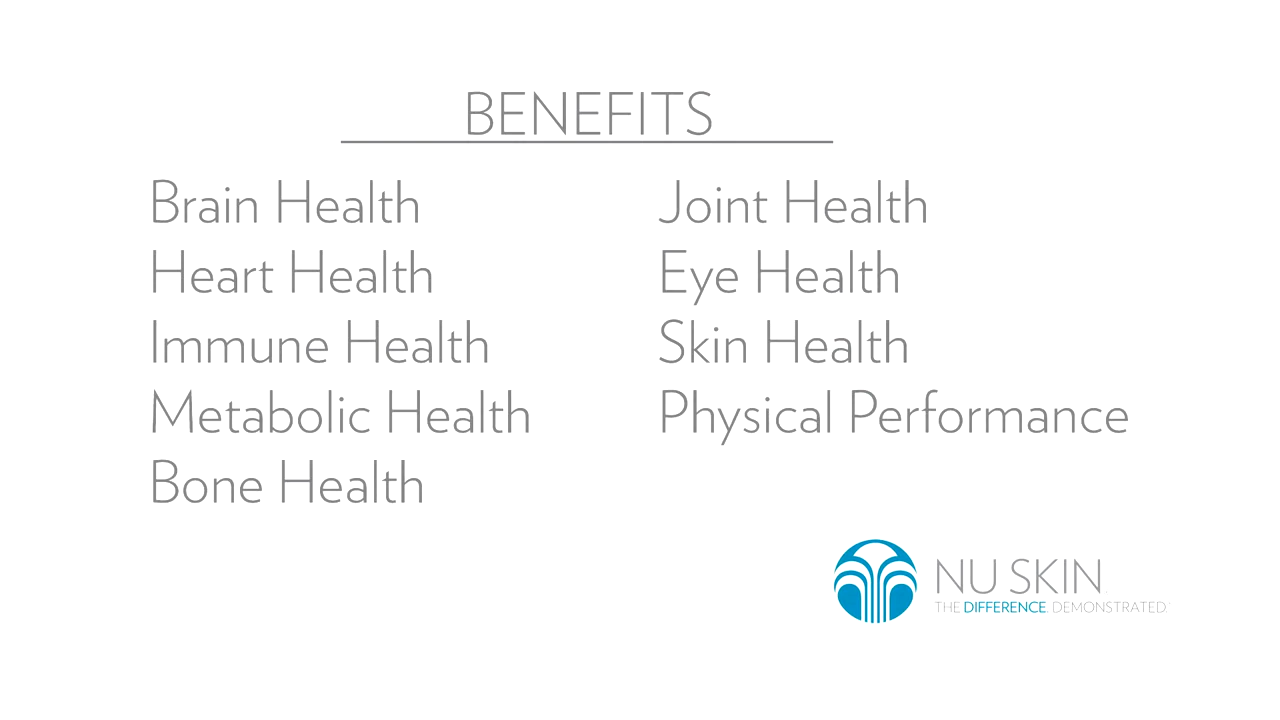 BENEFITS
Brain Health
Heart Health
Immune Health
Metabolic Health
Bone Health
Joint Health
Eye Health
Skin Health
Physical Performance
NU SKIN
THE DIFFERENCE. DEMONSTRATED.